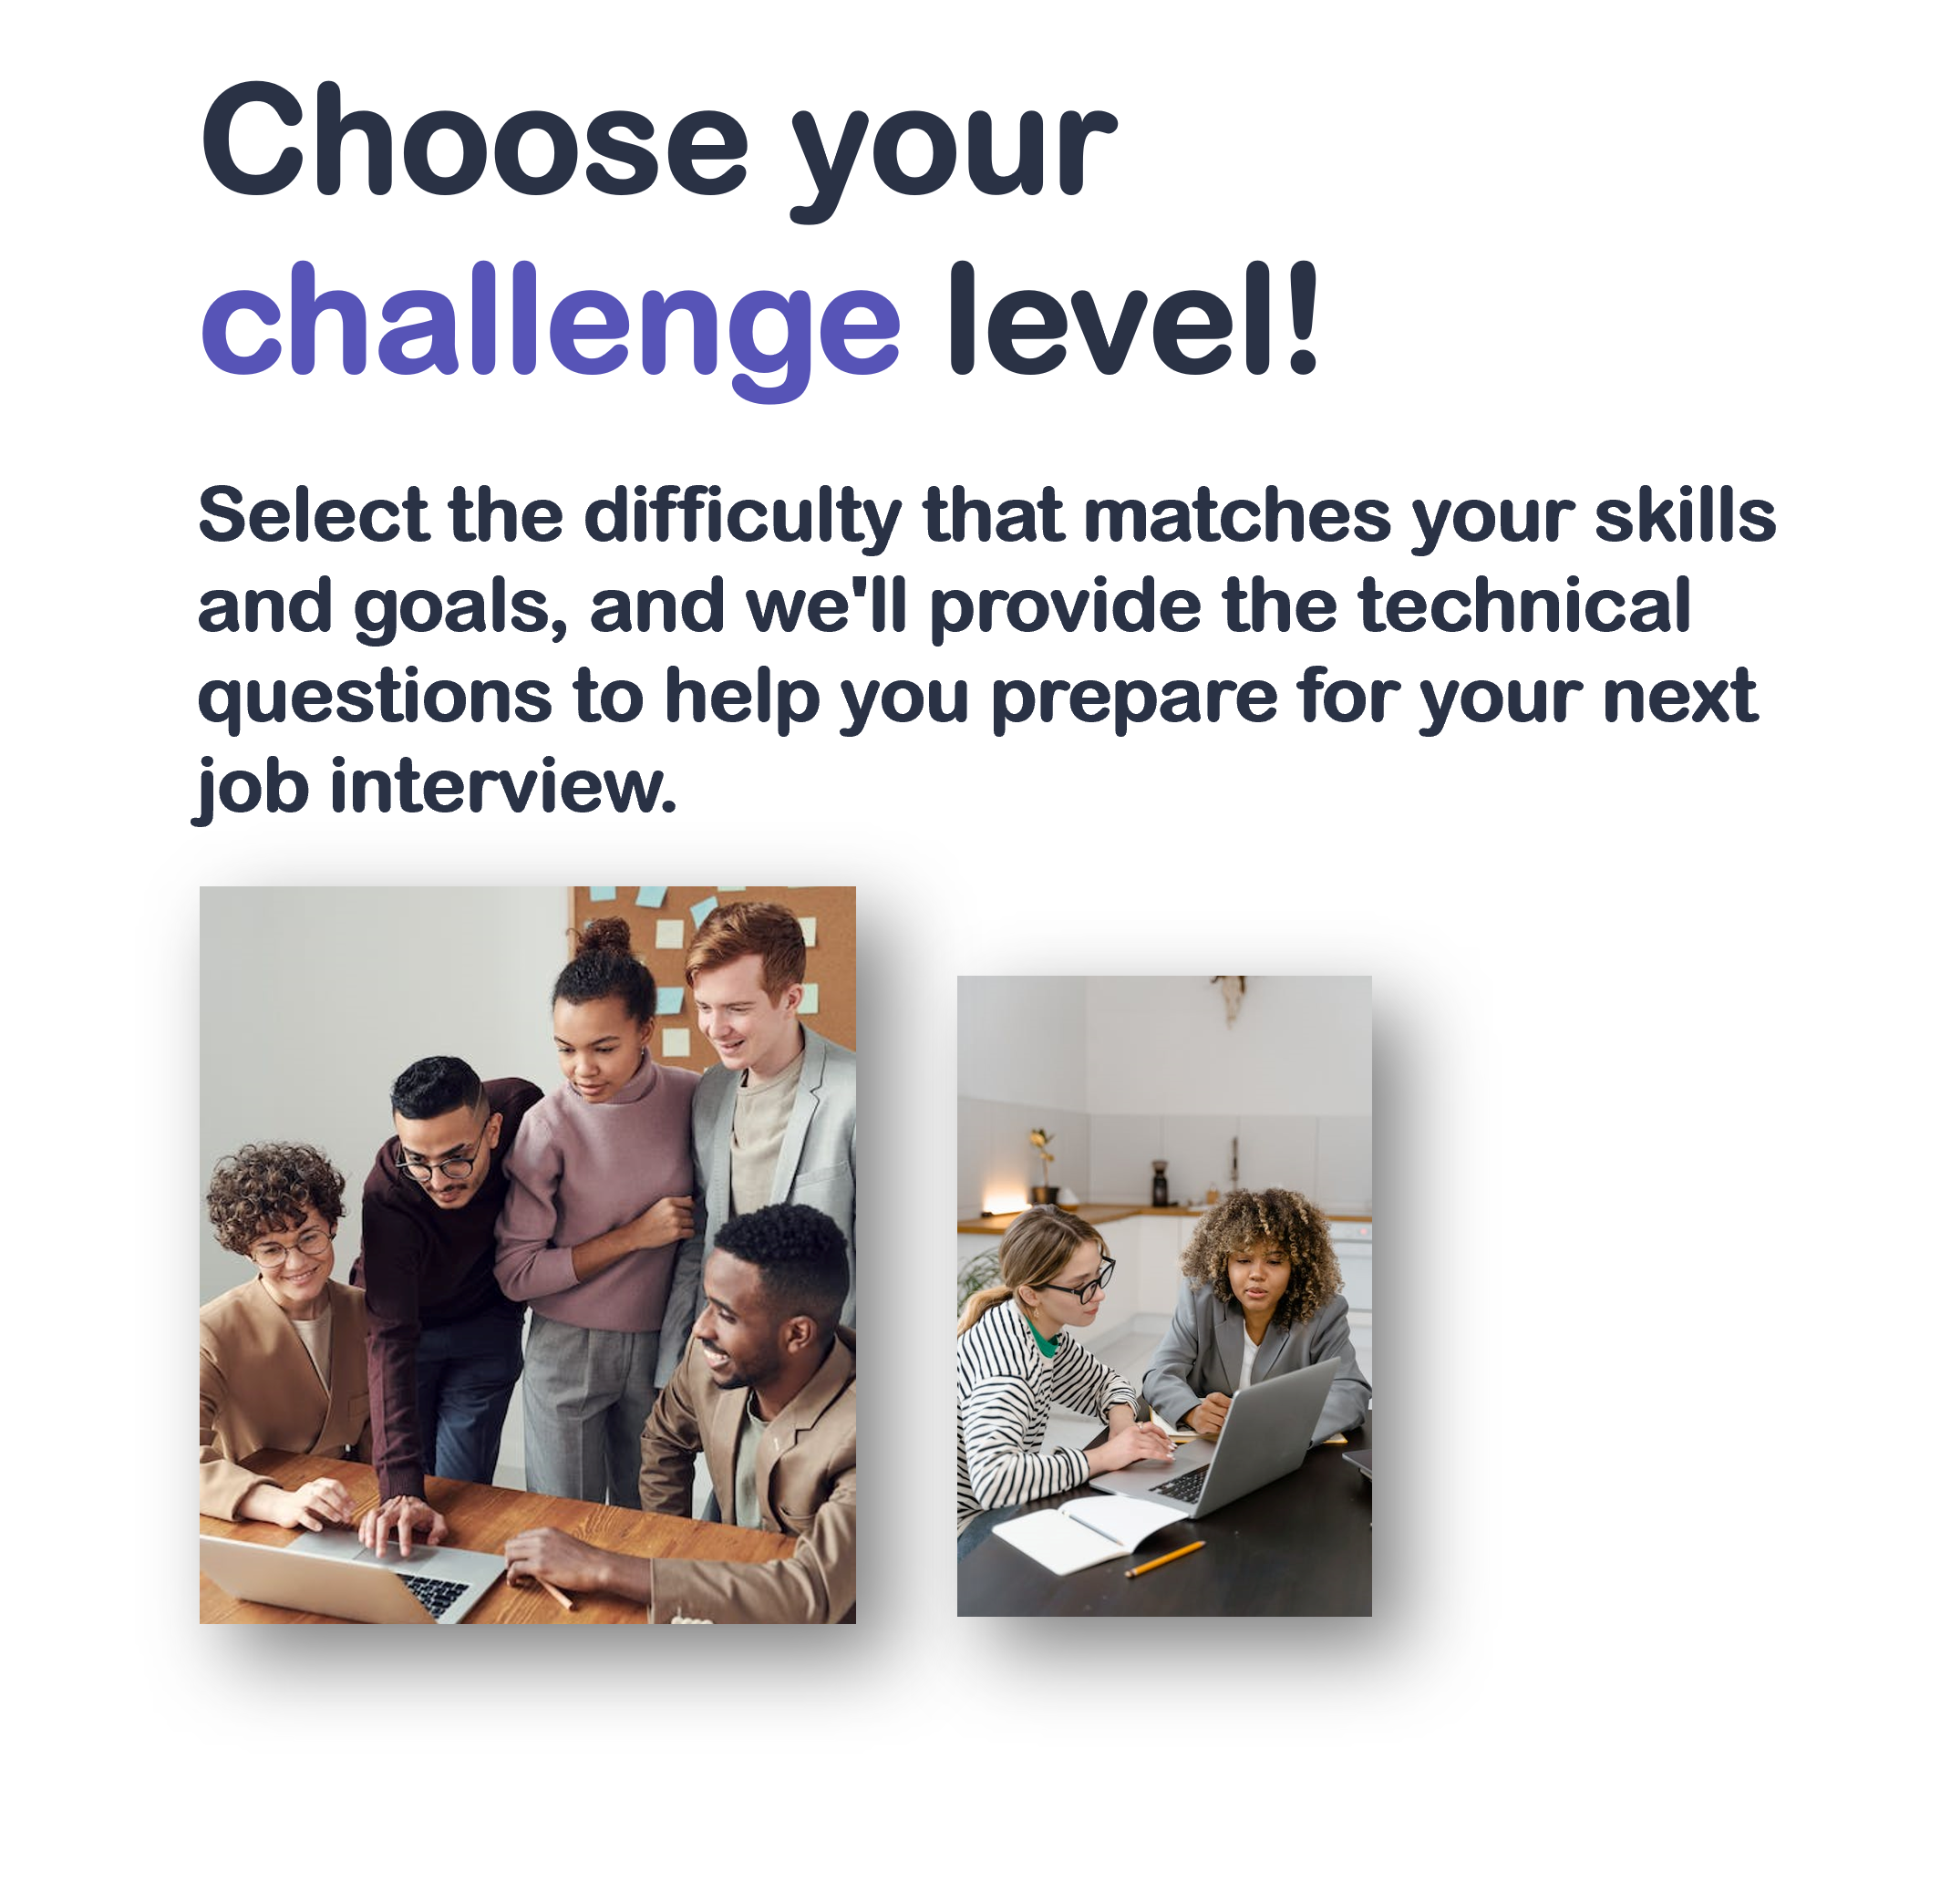 Choose your
challenge level!
Select the difficulty that matches your skills
and goals, and we'll provide the technical
questions to help you prepare for your next
job interview.